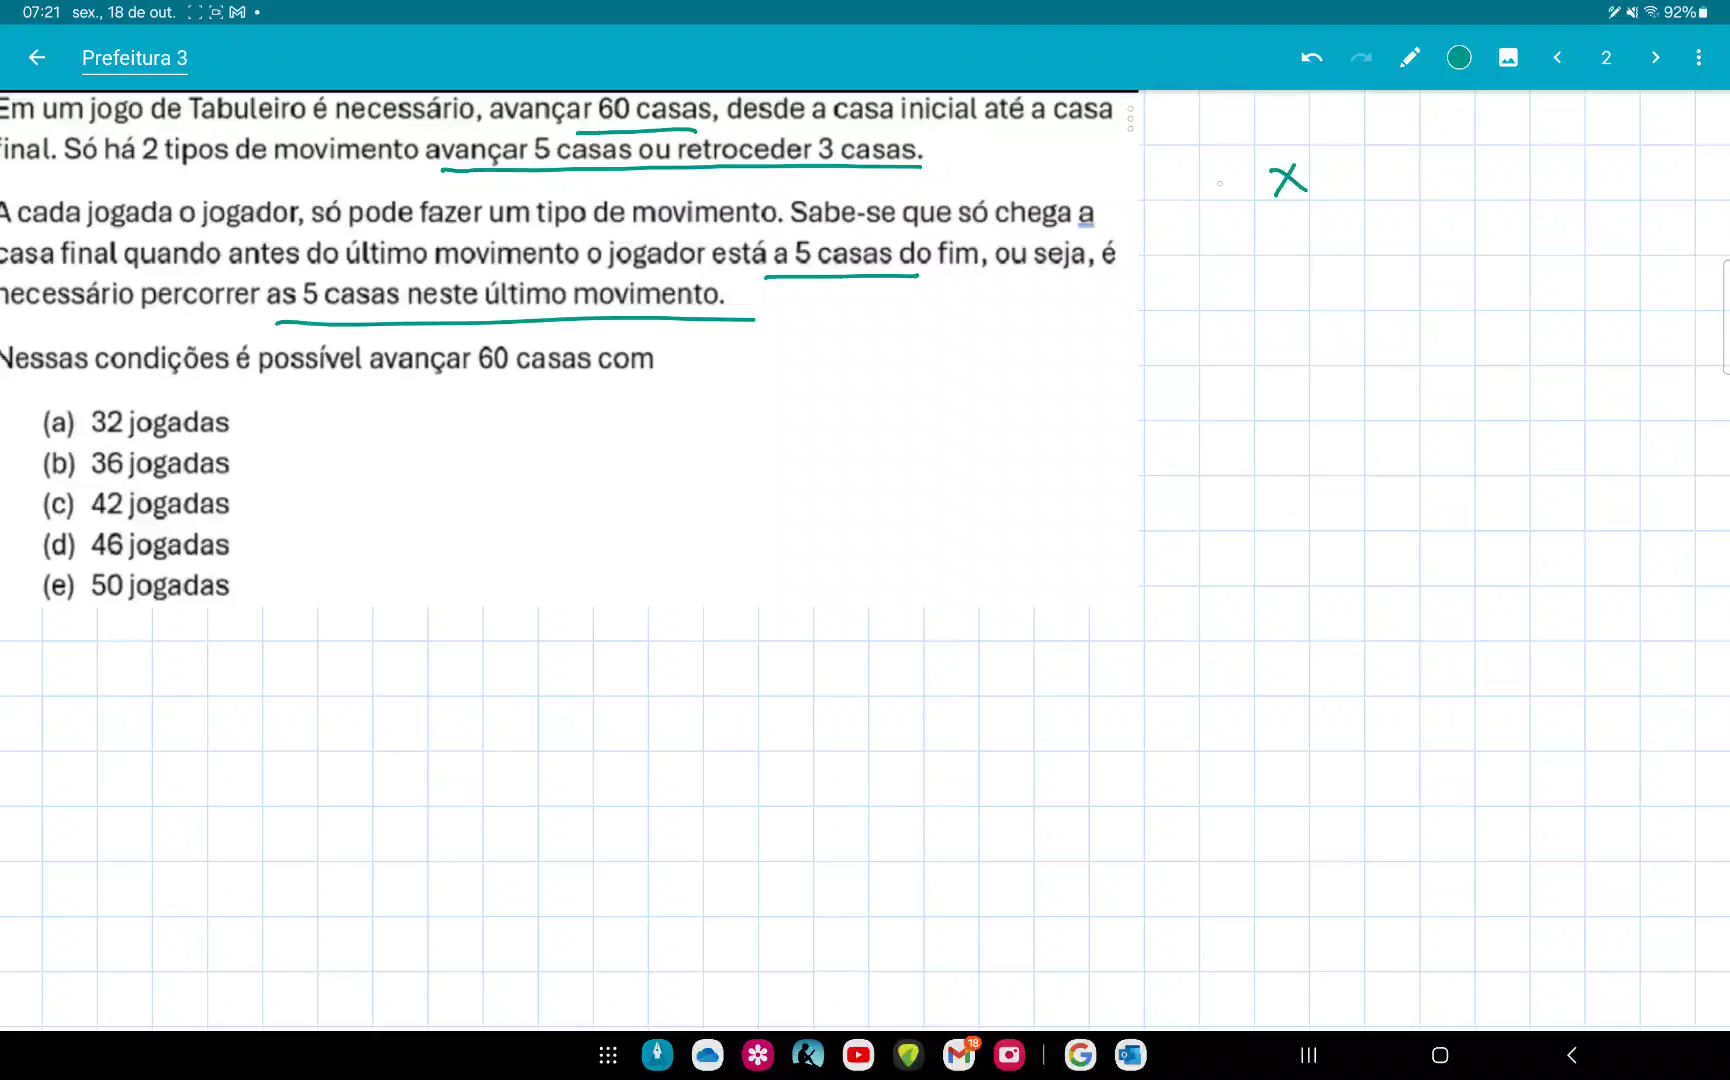 07:21 sex., 18 de out.
92%
Prefeitura 3
2
Em um jogo de Tabuleiro é necessário, avançar 60 casas, desde a casa inicial até a casa
final. Só há 2 tipos de movimento avançar 5 casas ou retroceder 3 casas.
x
A cada jogada o jogador, só pode fazer um tipo de movimento. Sabe-se que só chega a
casa final quando antes do último movimento o jogador está a 5 casas do fim, ou seja, é
necessário percorrer as 5 casas neste último movimento.
Nessas condições é possível avançar 60 casas com
(a) 32 jogadas
(b) 36 jogadas
(c) 42 jogadas
(d) 46 jogadas
(e) 50 jogadas
18